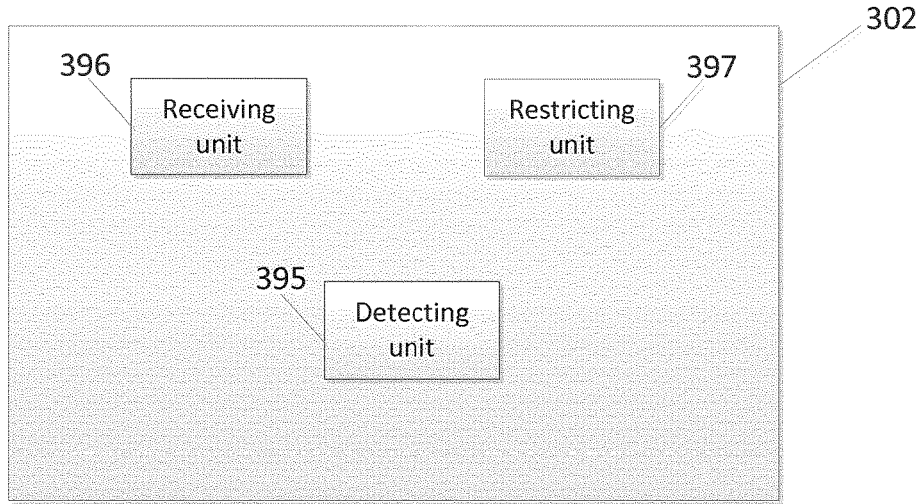 302
396
397
Receiving
unit
Restricting
unit
395
Detecting
unit